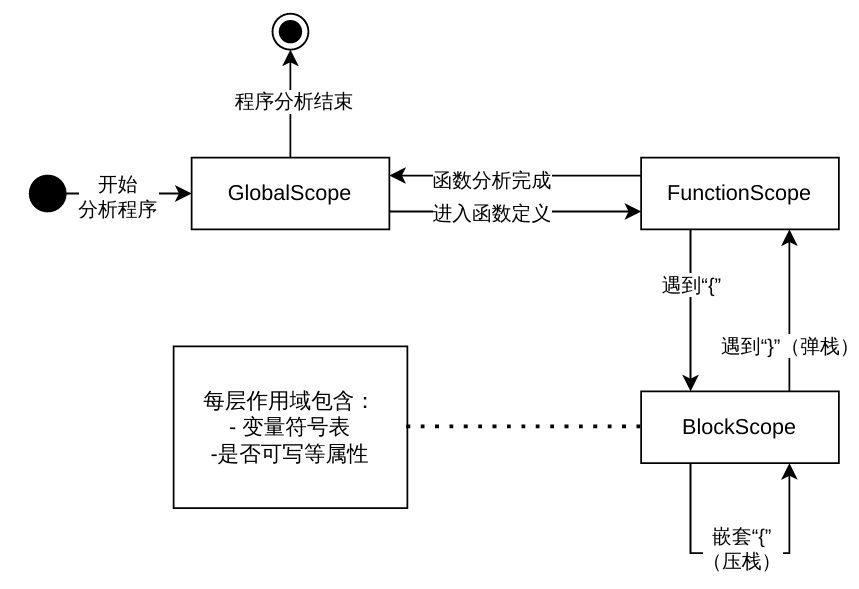 程序分析结束
开始
分析程序
GlobalScope
函数分析完成
进入函数定义
FunctionScope
遇到“{”
遇到“}”（弹栈）
每层作用域包含：
- 变量符号表
-是否可写等属性
BlockScope
嵌套“{”
（压栈）